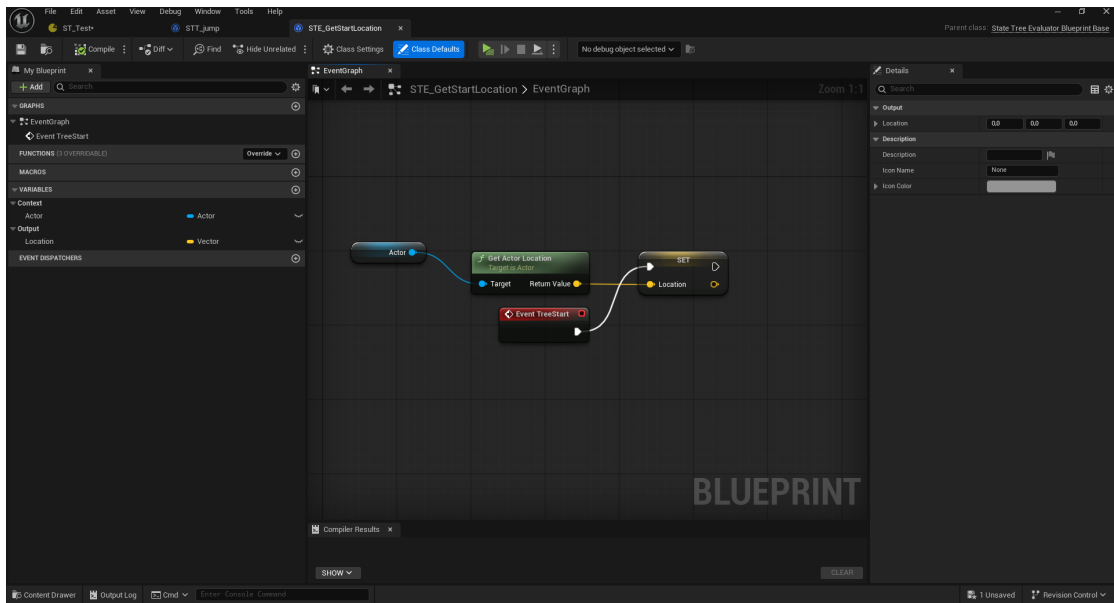 File Edit Asset View Debug Window Tools Help
ST_Test•
STT_jump
STE_GetStartLocation
Parent class: State Tree Evaluator Blueprint Base
Compile
Diff
Find
Hide Unrelated
Class Settings
Class Defaults
No debug object selected
My Blueprint
+ Add
Search
GRAPHS
EventGraph
Event TreeStart
FUNCTIONS (3 OVERRIDABLE)
Override
MACROS
VARIABLES
Context
Actor
Actor
Output
Location
Vector
EVENT DISPATCHERS
EventGraph
STE_GetStartLocation > EventGraph
Zoom 1:1
Actor
Get Actor Location
Target is Actor
Target
Return Value
SET
Location
Event TreeStart
BLUEPRINT
Compiler Results
SHOW
CLEAR
Details
Search
Output
Location
0,0
0,0
0,0
Description
Description
Icon Name
None
Icon Color
Content Drawer
Output Log
Cmd
Enter Console Command
1 Unsaved
Revision Control